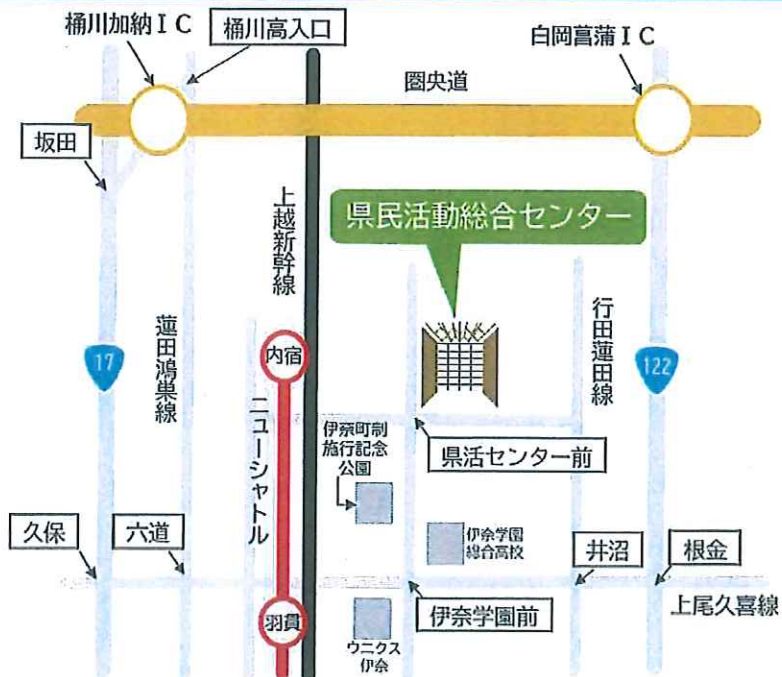 桶川加納ＩＣ
桶川高入口
白岡菖蒲ＩＣ
圏央道
坂田
上越新幹線
県民活動総合センター
蓮田鴻巣線
行田蓮田線
17
内宿
122
ニューシャトル
伊奈町制
施行記念
公園
県活センター前
久保
六道
伊奈学園
総合高校
井沼
根金
上尾久喜線
羽貫
伊奈学園前
ウニクス
伊奈